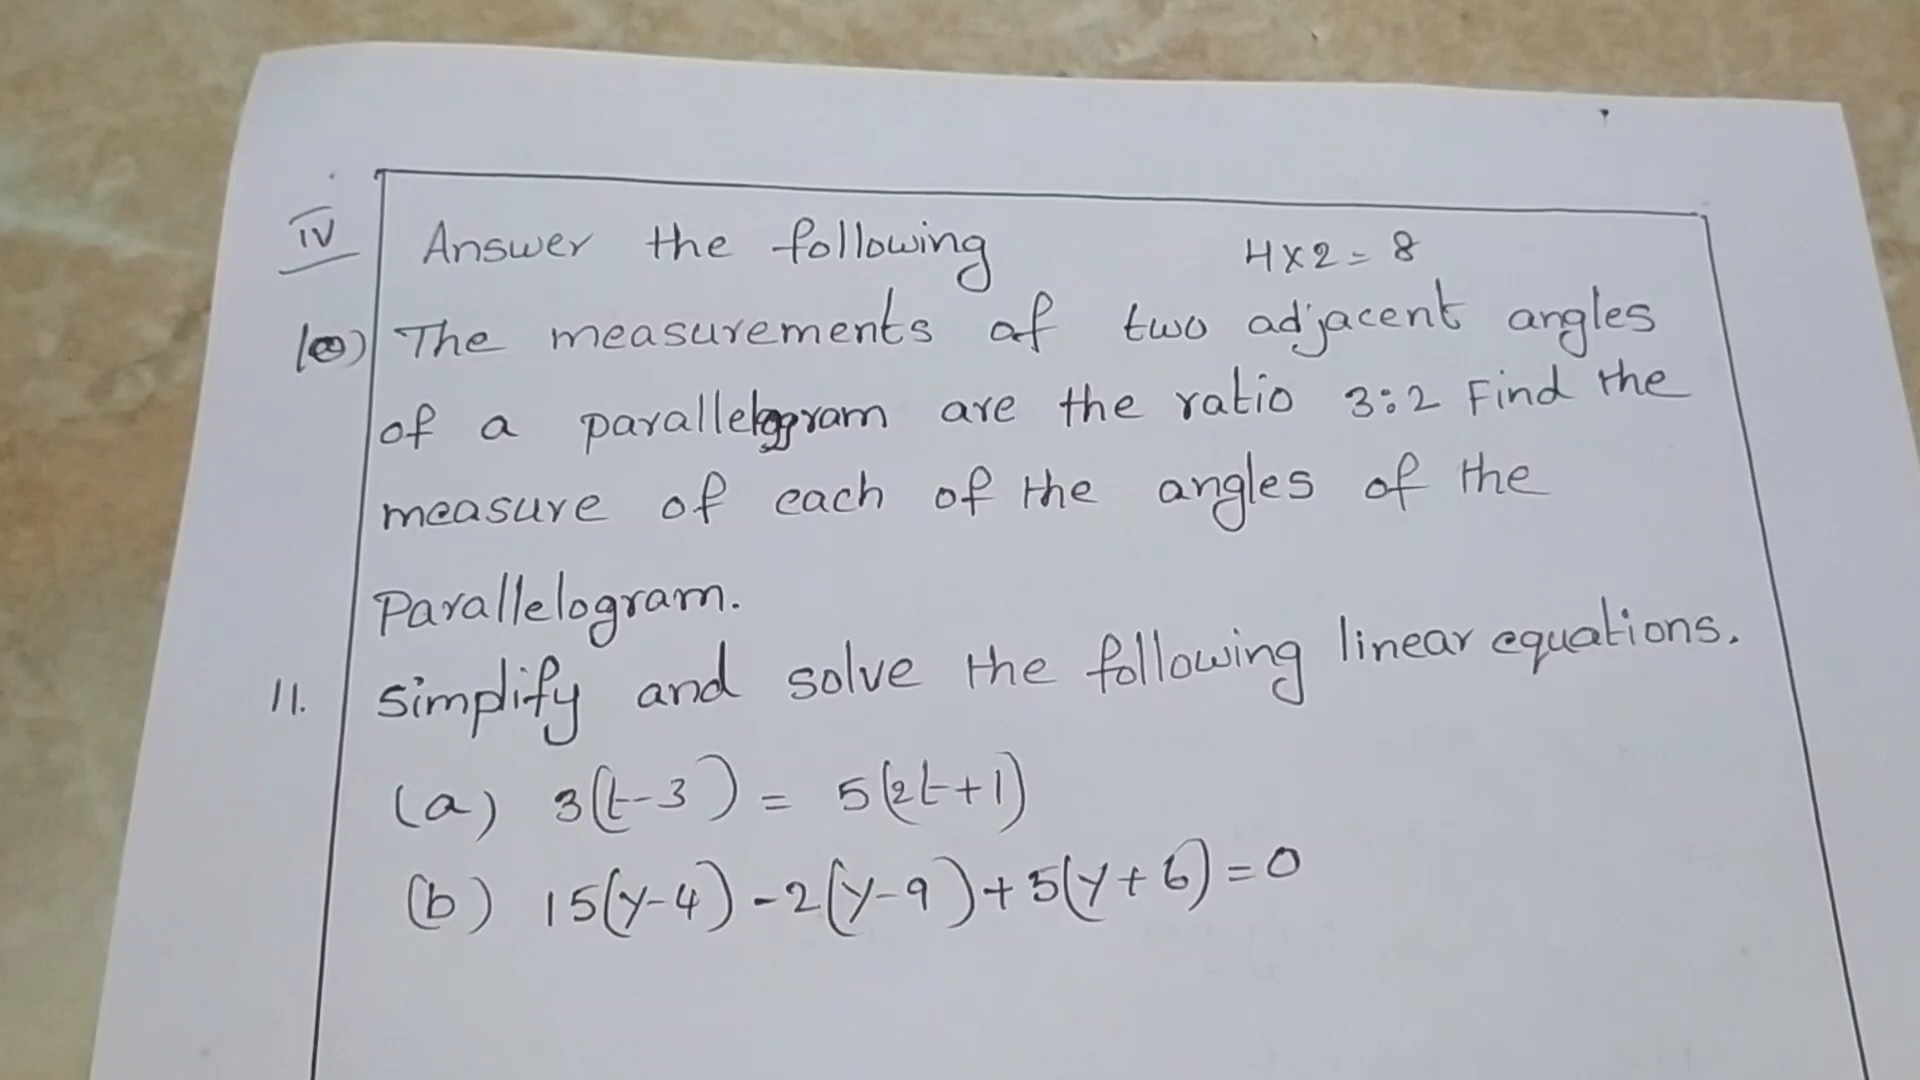 IV Answer the following 4x2=8
10) The measurements of two adjacent angles
of a parallelogram are the ratio 3:2 Find the
measure of each of the angles of the
Parallelogram.
11. simplify and solve the following linear equations.
(a) 3(t-3) = 5(2t+1)
(b) 15(y-4)-2(y-9)+5(y+6)=0